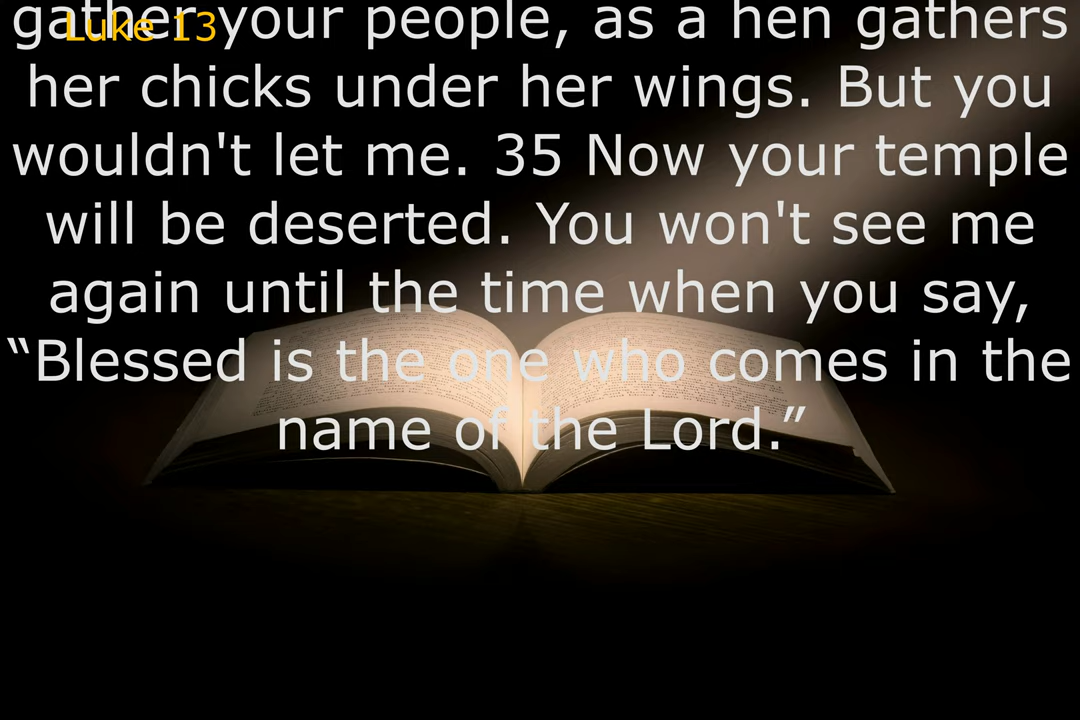 Luke 13
gather your people, as a hen gathers
her chicks under her wings. But you
wouldn't let me. 35 Now your temple
will be deserted. You won't see me
again until the time when you say,
“Blessed is the one who comes in the
name of the Lord.”